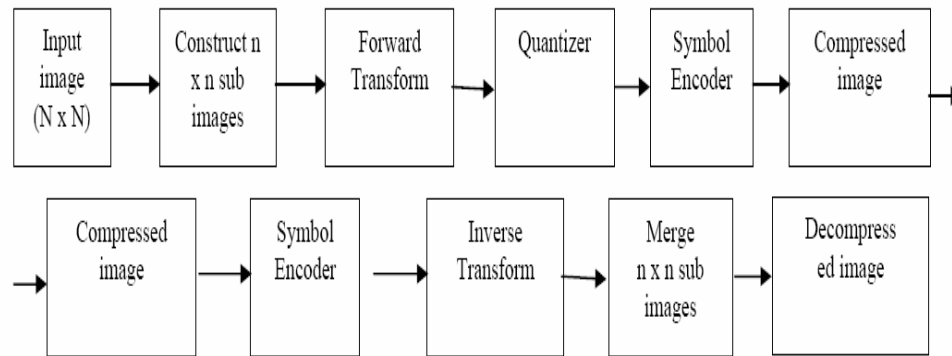 Input
image
(N x N)
Construct n
x n sub
images
Forward
Transform
Quantizer
Symbol
Encoder
Compressed
image
Compressed
image
Symbol
Encoder
Inverse
Transform
Merge
n x n sub
images
Decompress
ed image